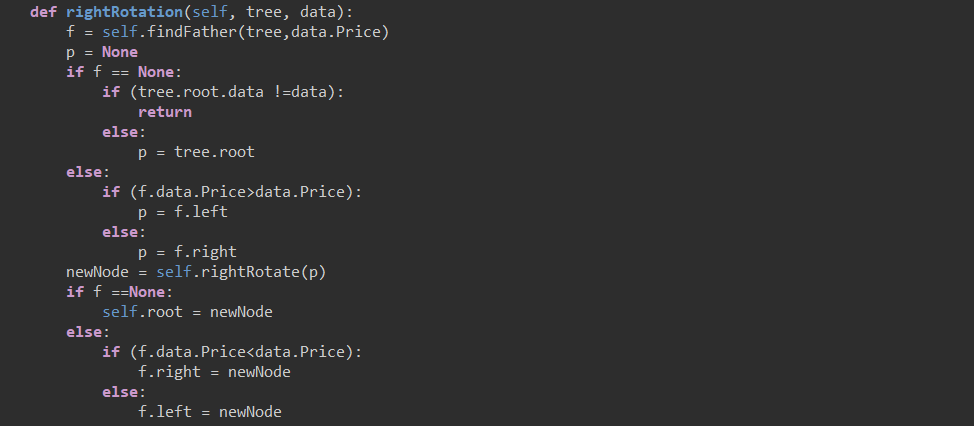 def rightRotation(self, tree, data):
    f = self.findFather(tree,data.Price)
    p = None
    if f == None:
        if (tree.root.data !=data):
            return
        else:
            p = tree.root
    else:
        if (f.data.Price>data.Price):
            p = f.left
        else:
            p = f.right
    newNode = self.rightRotate(p)
    if f ==None:
        self.root = newNode
    else:
        if (f.data.Price<data.Price):
            f.right = newNode
        else:
            f.left = newNode